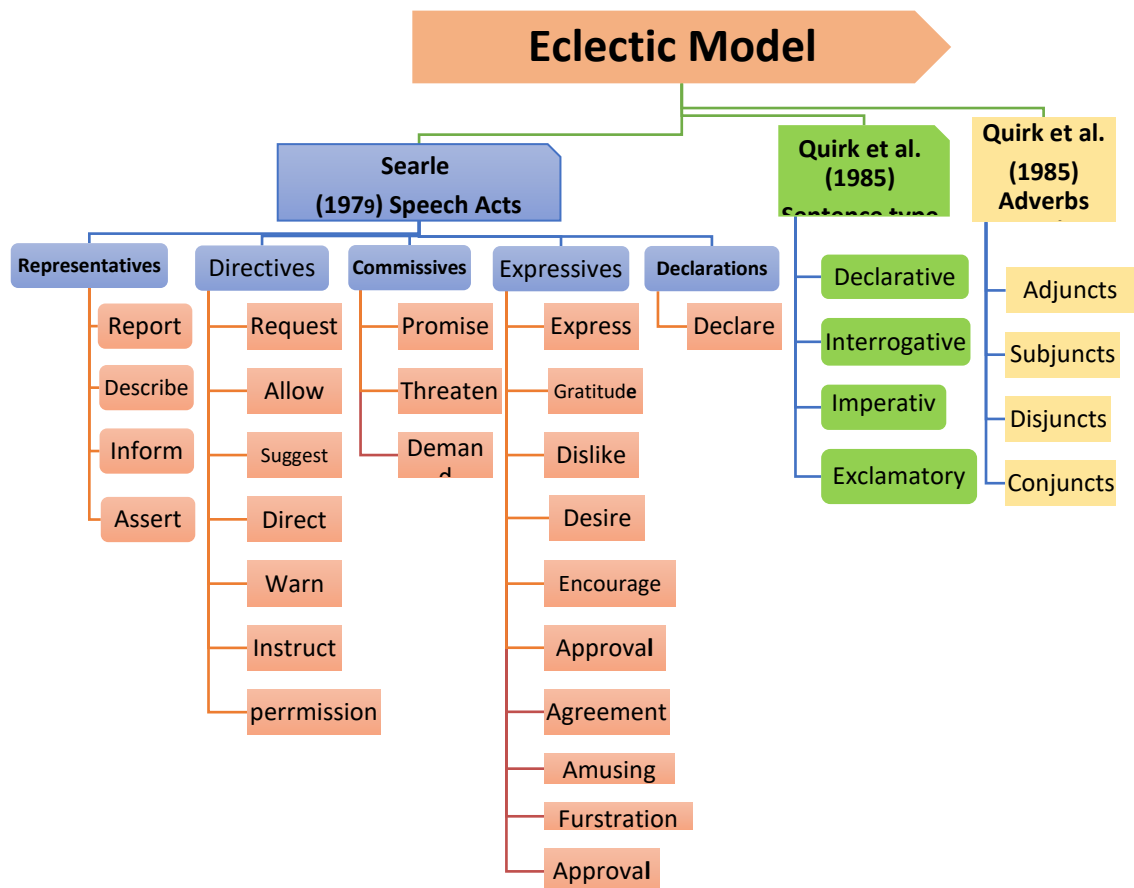 Eclectic Model
Searle
(1979) Speech Acts
Quirk et al.
(1985)
Sentence type
Quirk et al.
(1985)
Adverbs
Representatives
Directives
Commissives
Expressives
Declarations
Report
Describe
Inform
Assert
Request
Allow
Suggest
Direct
Warn
Instruct
perrmission
Promise
Threaten
Deman
d
Express
Gratitude
Dislike
Desire
Encourage
Approval
Agreement
Amusing
Furstration
Approval
Declare
Declarative
Interrogative
Imperativ
Exclamatory
Adjuncts
Subjuncts
Disjuncts
Conjuncts